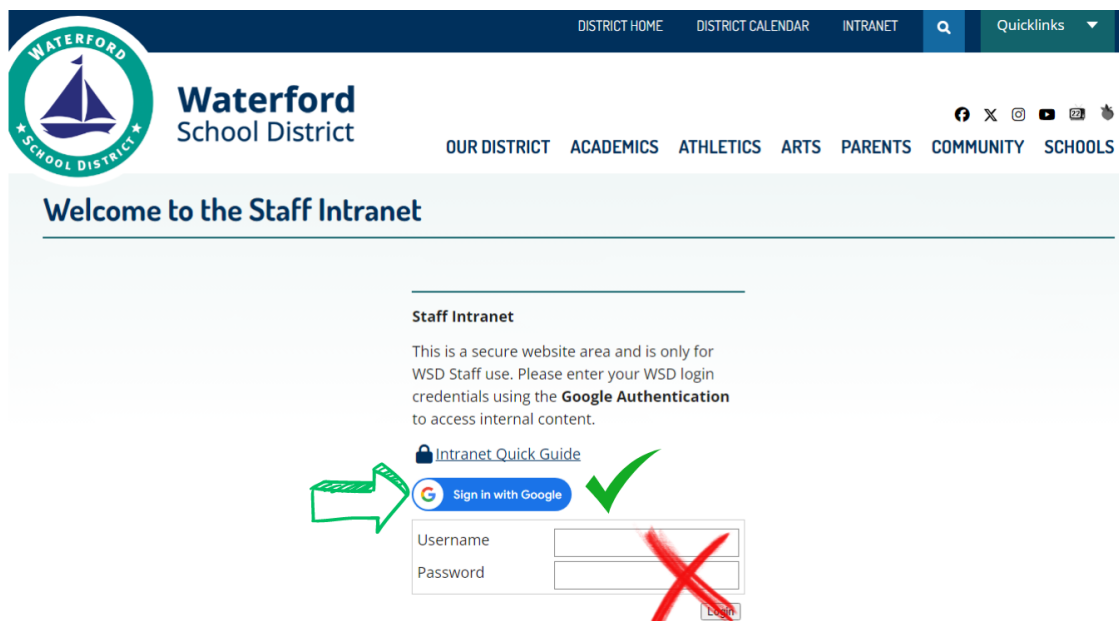 DISTRICT HOME DISTRICT CALENDAR INTRANET Quicklinks
WATERFORD
SCHOOL DISTRICT
Waterford
School District
22
OUR DISTRICT ACADEMICS ATHLETICS ARTS PARENTS COMMUNITY SCHOOLS
Welcome to the Staff Intranet
Staff Intranet
This is a secure website area and is only for
WSD Staff use. Please enter your WSD login
credentials using the Google Authentication
to access internal content.
Intranet Quick Guide
G Sign in with Google
Username
Password
Login